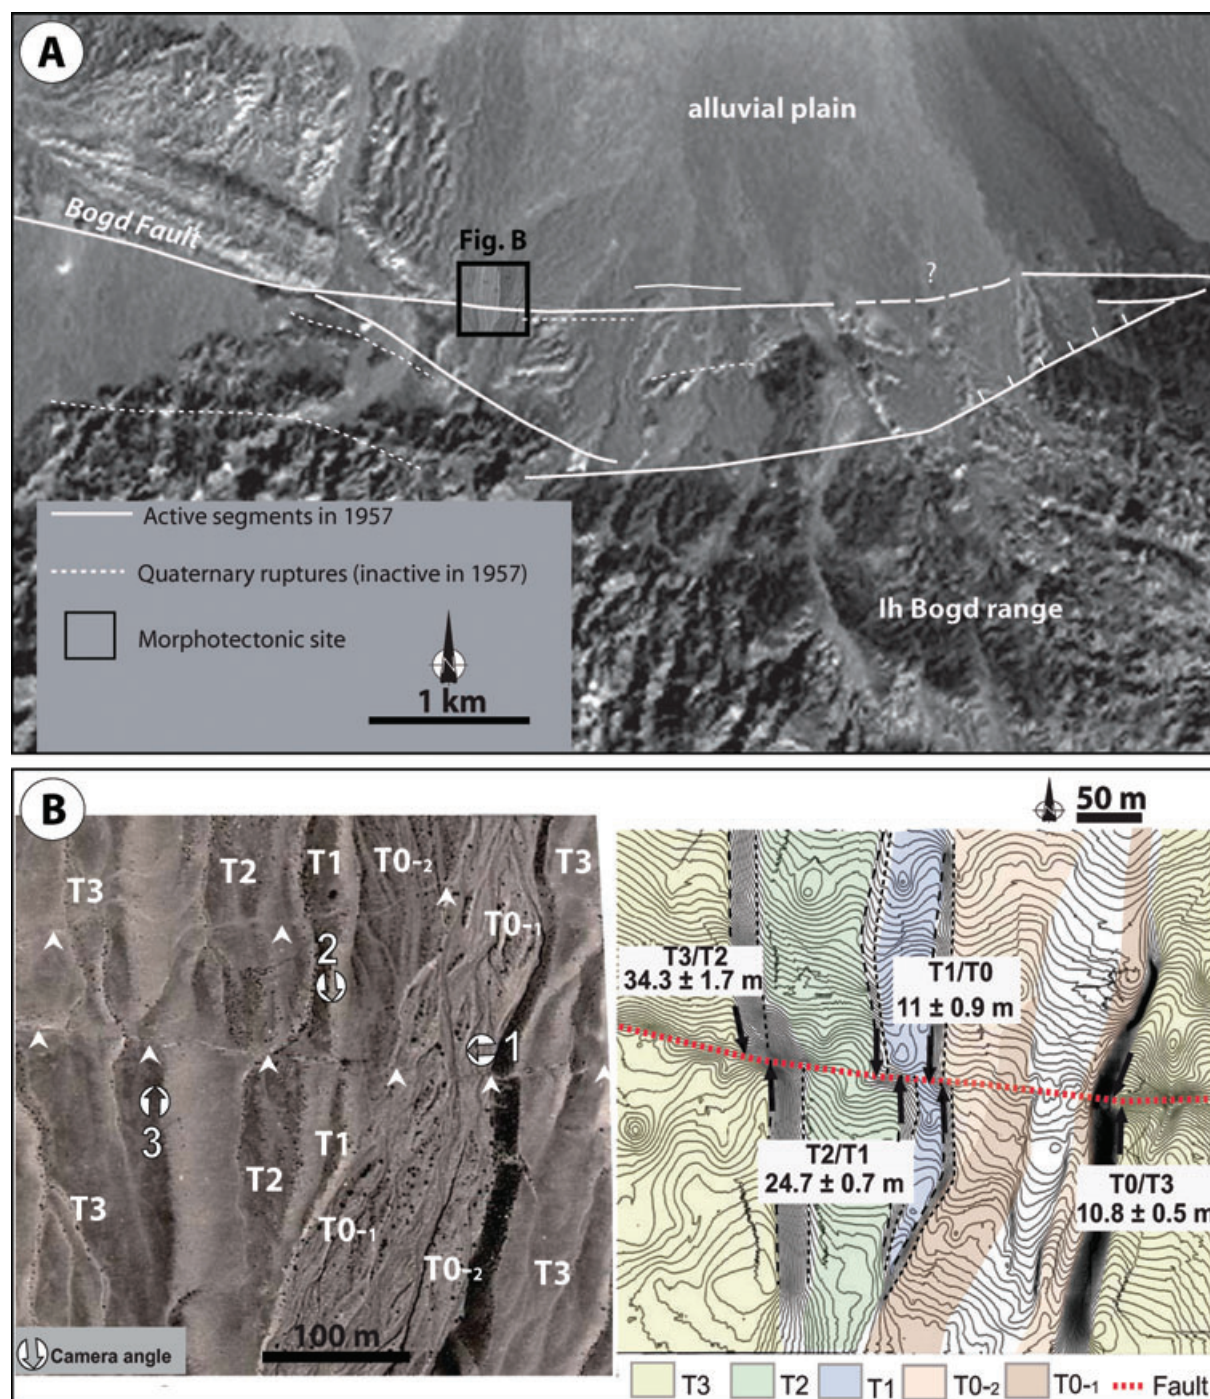 A
alluvial plain
Bogd Fault
Fig. B
?
Active segments in 1957
Quaternary ruptures (inactive in 1957)
Morphotectonic site
N
1 km
Ih Bogd range
B
T3
T2
T1
T0-2
T3
T0-1
2
1
3
T1
T2
T3
T0-1
T0-2
T3
100 m
Camera angle
50 m
T3/T2
34.3 ± 1.7 m
T1/T0
11 ± 0.9 m
T2/T1
24.7 ± 0.7 m
T0/T3
10.8 ± 0.5 m
T3
T2
T1
T0-2
T0-1
Fault